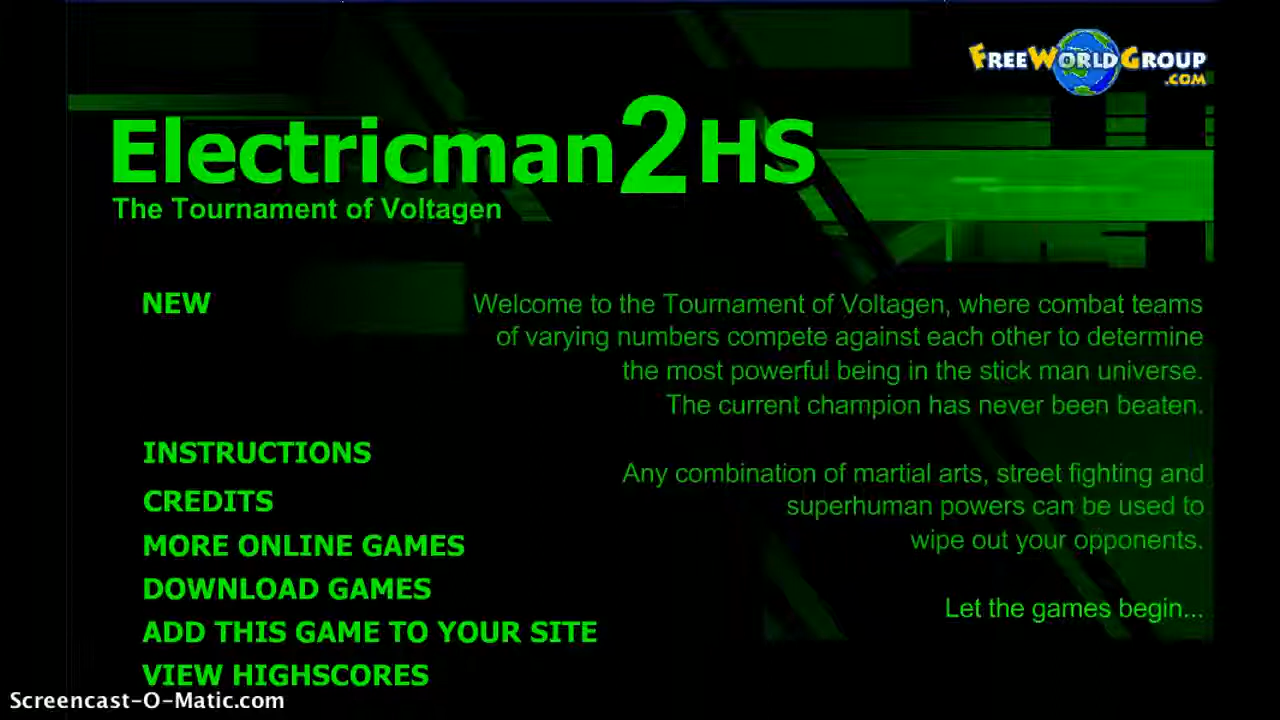 FREEWORLDGROUP
.COM
Electricman2HS
The Tournament of Voltagen
NEW
Welcome to the Tournament of Voltagen, where combat teams
of varying numbers compete against each other to determine
the most powerful being in the stick man universe.
The current champion has never been beaten.
Any combination of martial arts, street fighting and
superhuman powers can be used to
wipe out your opponents.
Let the games begin...
INSTRUCTIONS
CREDITS
MORE ONLINE GAMES
DOWNLOAD GAMES
ADD THIS GAME TO YOUR SITE
VIEW HIGHSCORES
Screencast-O-Matic.com